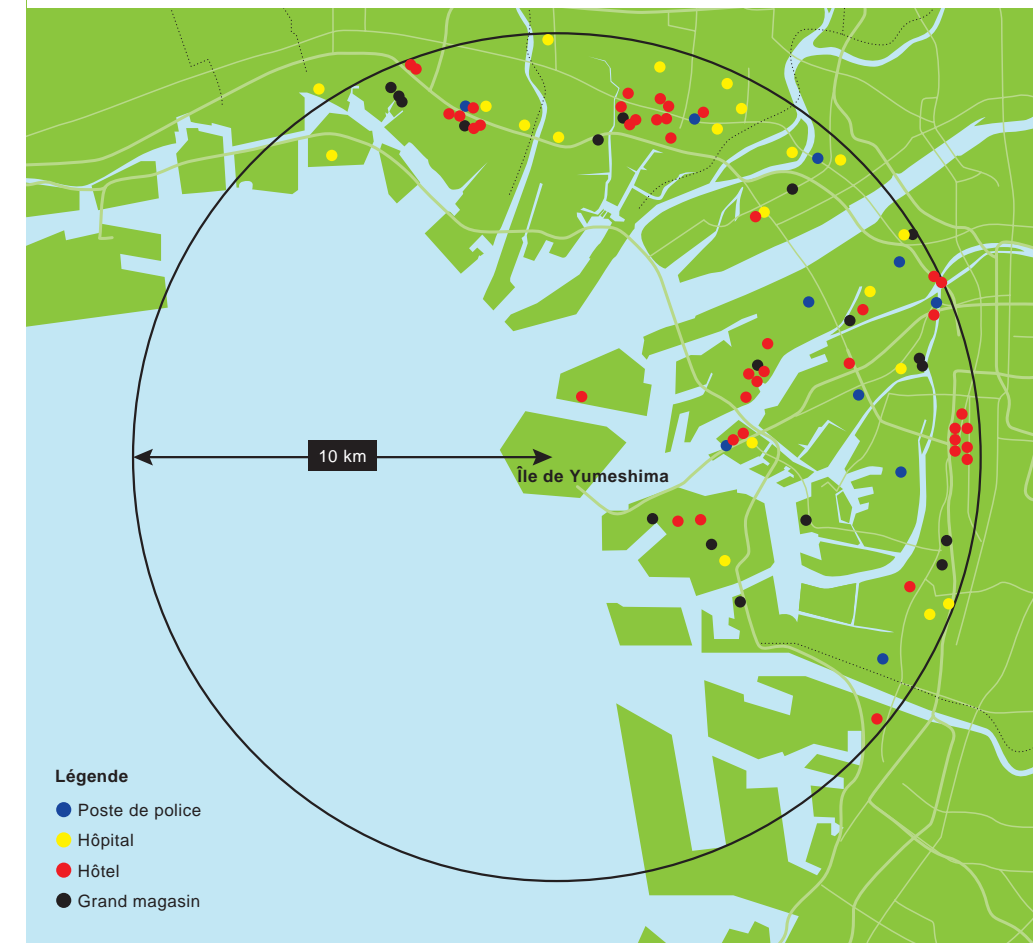 10 km
Île de Yumeshima
Légende
Poste de police
Hôpital
Hôtel
Grand magasin